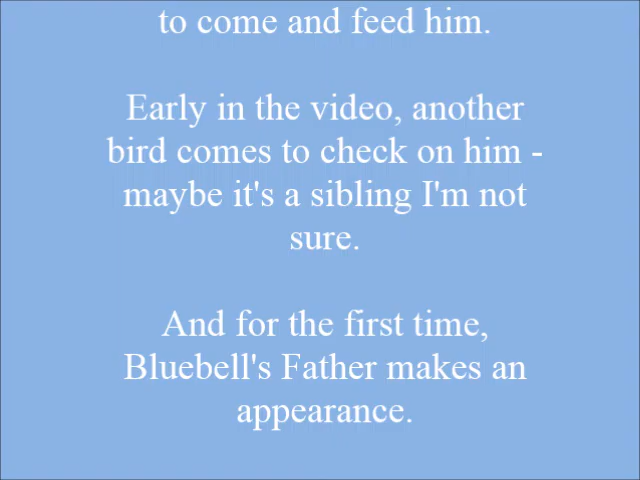 to come and feed him.
Early in the video, another
bird comes to check on him -
maybe it's a sibling I'm not
sure.
And for the first time,
Bluebell's Father makes an
appearance.